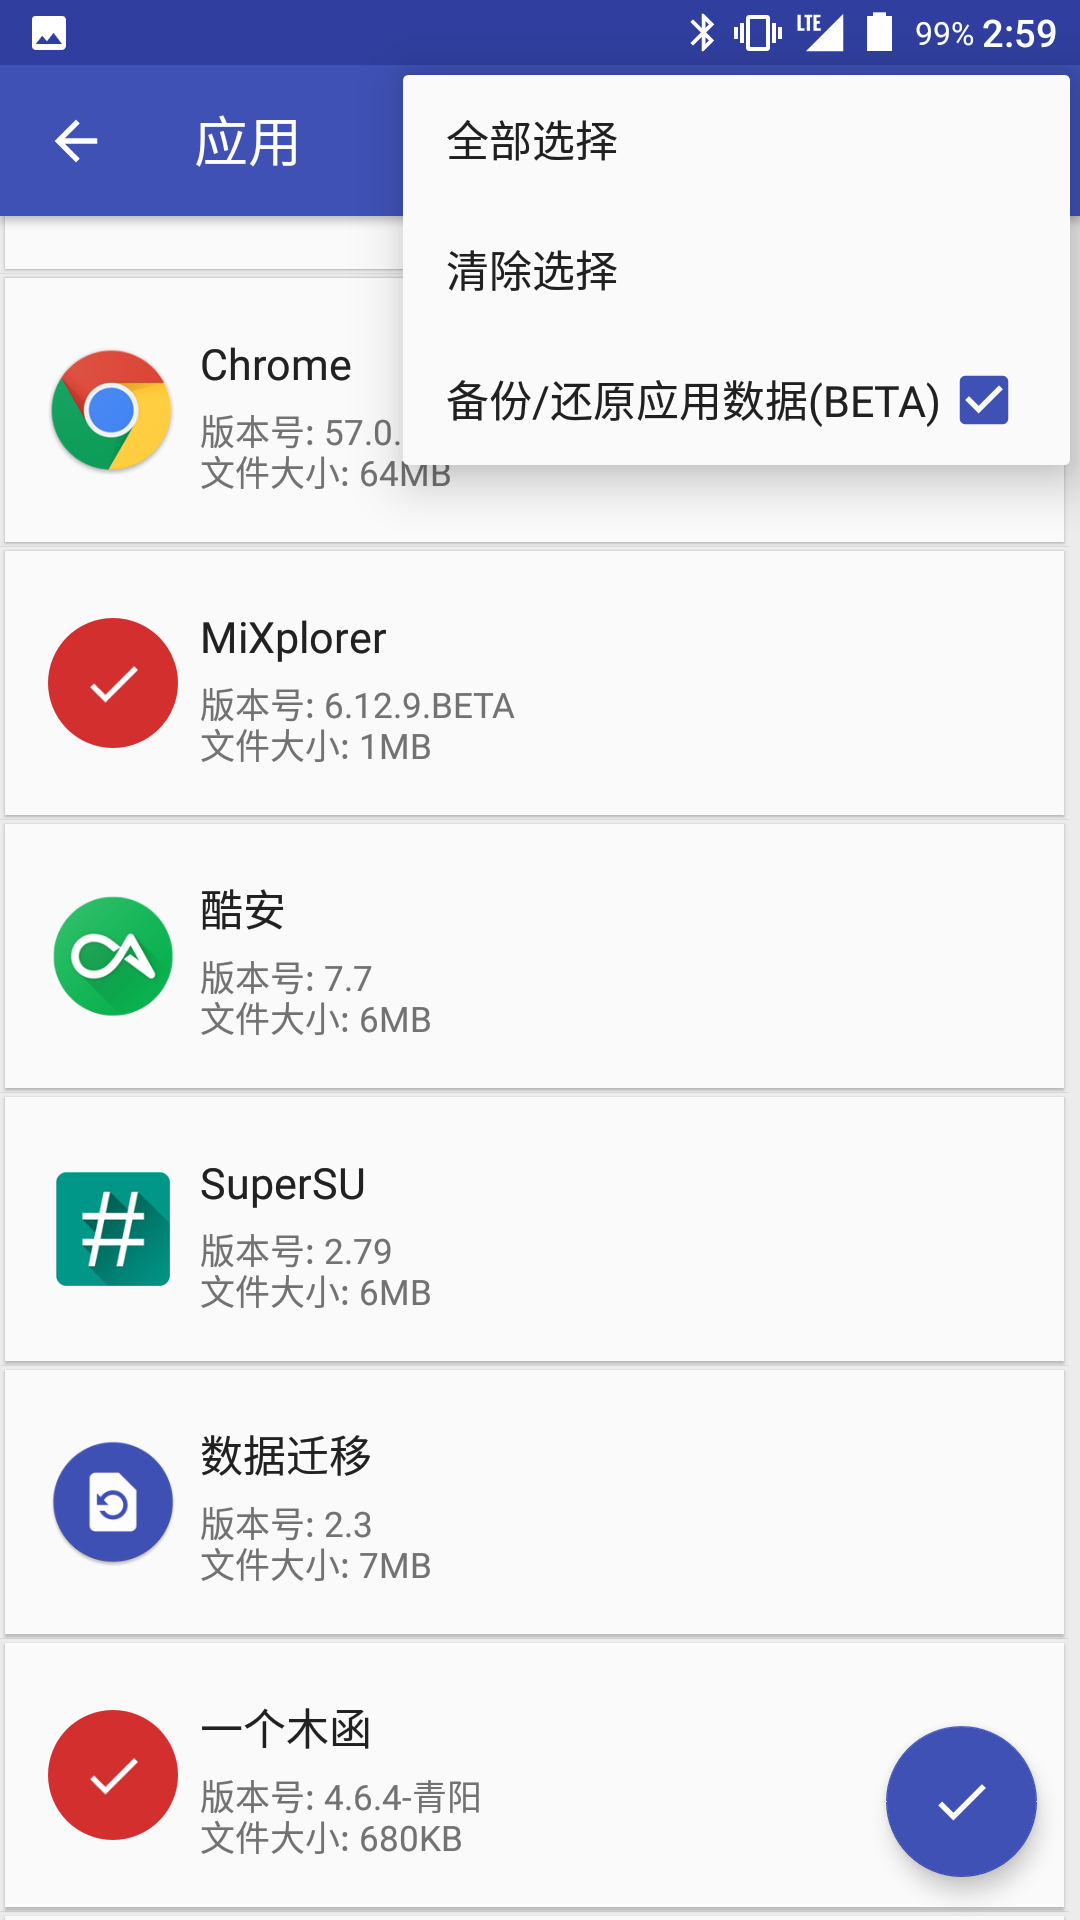 LTE 99% 2:59
应用
全部选择
清除选择
备份/还原应用数据(BETA)
Chrome
版本号: 57.0.
文件大小: 64MB
MiXplorer
版本号: 6.12.9.BETA
文件大小: 1MB
酷安
版本号: 7.7
文件大小: 6MB
SuperSU
版本号: 2.79
文件大小: 6MB
数据迁移
版本号: 2.3
文件大小: 7MB
一个木函
版本号: 4.6.4-青阳
文件大小: 680KB